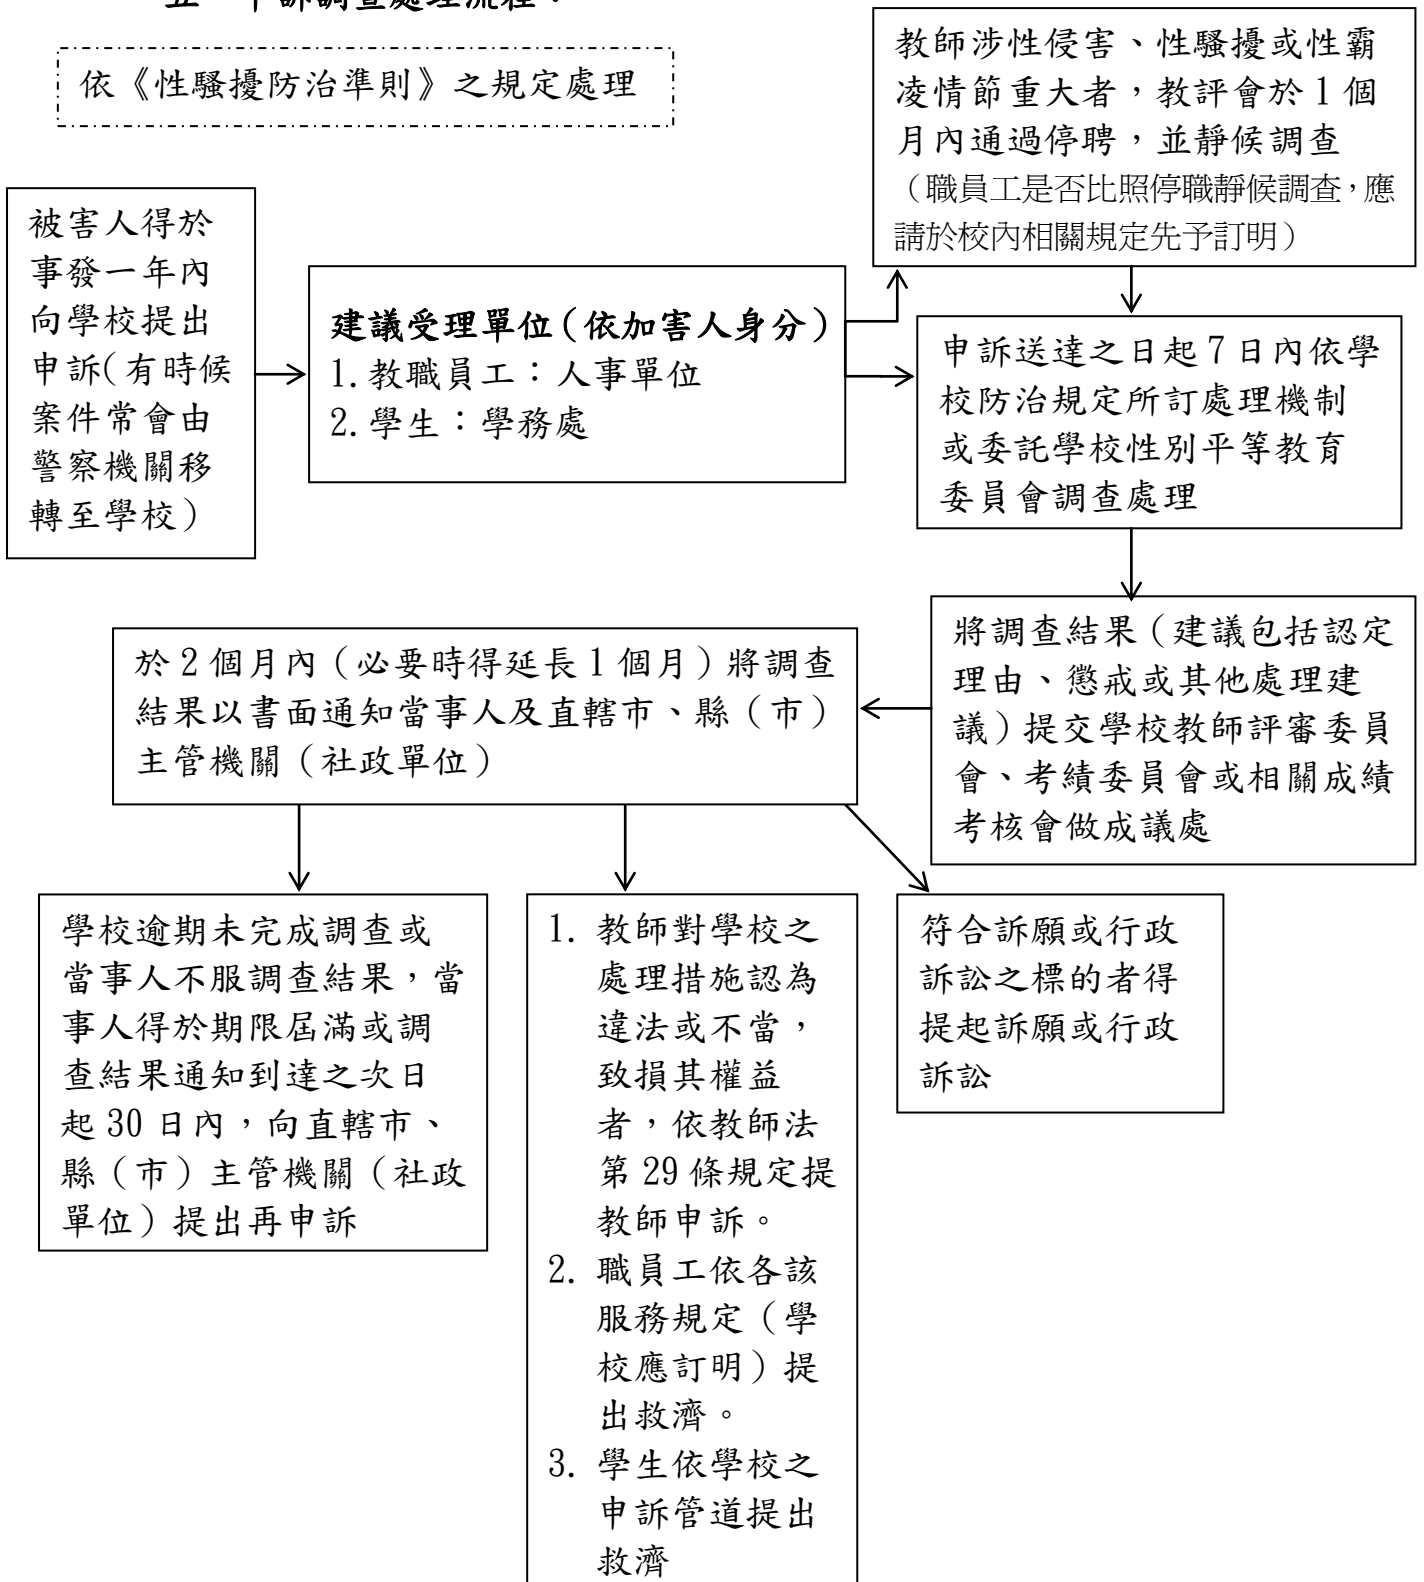 五、申訴調查處理流程：
依《性騷擾防治準則》之規定處理
教師涉性侵害、性騷擾或性霸
凌情節重大者，教評會於1個
月內通過停聘，並靜候調查
（職員工是否比照停職靜候調查，應
請於校內相關規定先予訂明）
被害人得於
事發一年內
向學校提出
申訴(有時候
案件常會由
警察機關移
轉至學校)
建議受理單位(依加害人身分)
1.教職員工：人事單位
2.學生：學務處
申訴送達之日起7日內依學
校防治規定所訂處理機制
或委託學校性別平等教育
委員會調查處理
將調查結果（建議包括認定
理由、懲戒或其他處理建
議）提交學校教師評審委員
會、考績委員會或相關成績
考核會做成議處
於2個月內（必要時得延長1個月）將調查
結果以書面通知當事人及直轄市、縣（市）
主管機關（社政單位）
學校逾期未完成調查或
當事人不服調查結果，當
事人得於期限屆滿或調
查結果通知到達之次日
起30日內，向直轄市、
縣（市）主管機關（社政
單位）提出再申訴
1. 教師對學校之
處理措施認為
違法或不當，
致損其權益
者，依教師法
第29條規定提
教師申訴。
2. 職員工依各該
服務規定（學
校應訂明）提
出救濟。
3. 學生依學校之
申訴管道提出
救濟
符合訴願或行政
訴訟之標的者得
提起訴願或行政
訴訟